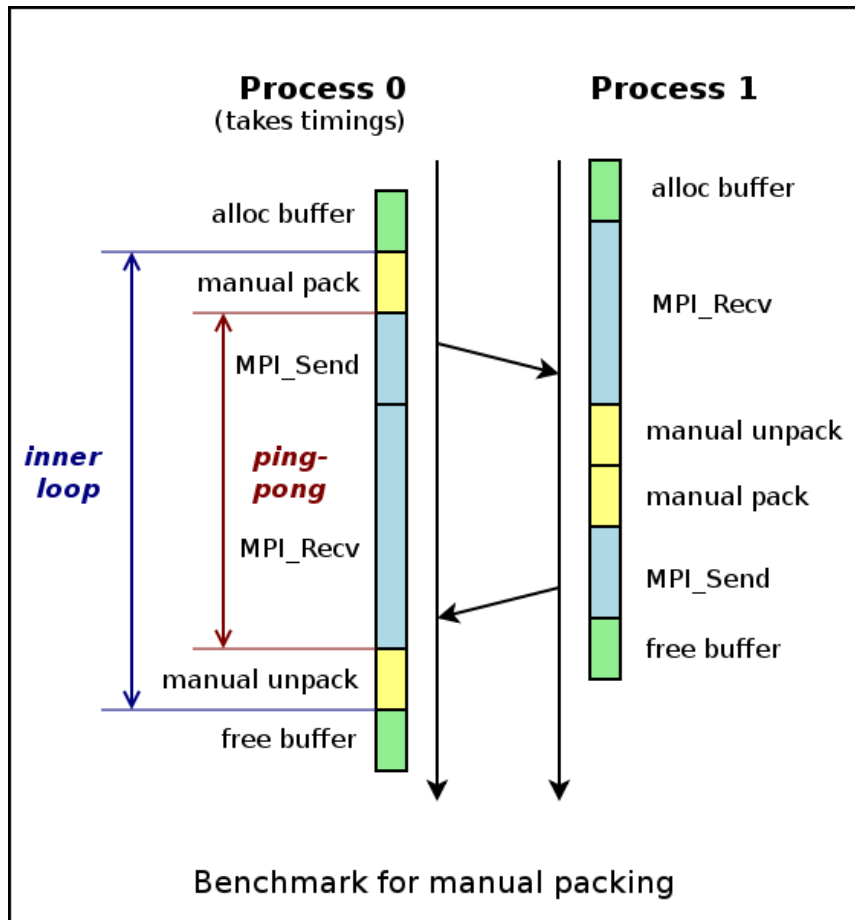 Process 0
(takes timings)
Process 1
alloc buffer
manual pack
MPI_Send
inner
loop
ping-
pong
MPI_Recv
manual unpack
free buffer
alloc buffer
MPI_Recv
manual unpack
manual pack
MPI_Send
free buffer
Benchmark for manual packing